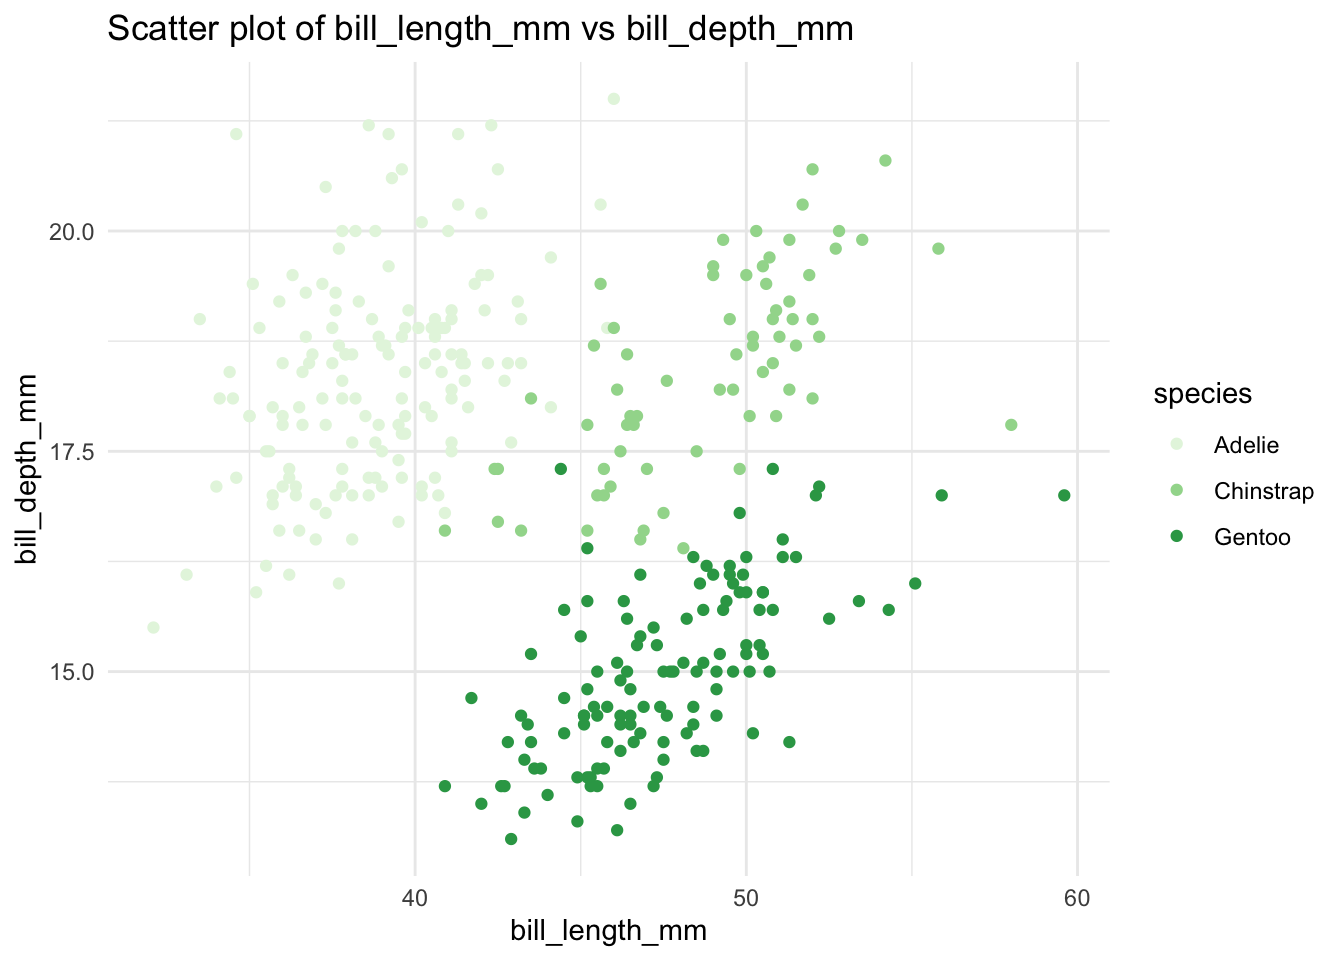 Scatter plot of bill_length_mm vs bill_depth_mm
20.0
17.5
15.0
bill_depth_mm
40 50 60
bill_length_mm
species
Adelie
Chinstrap
Gentoo